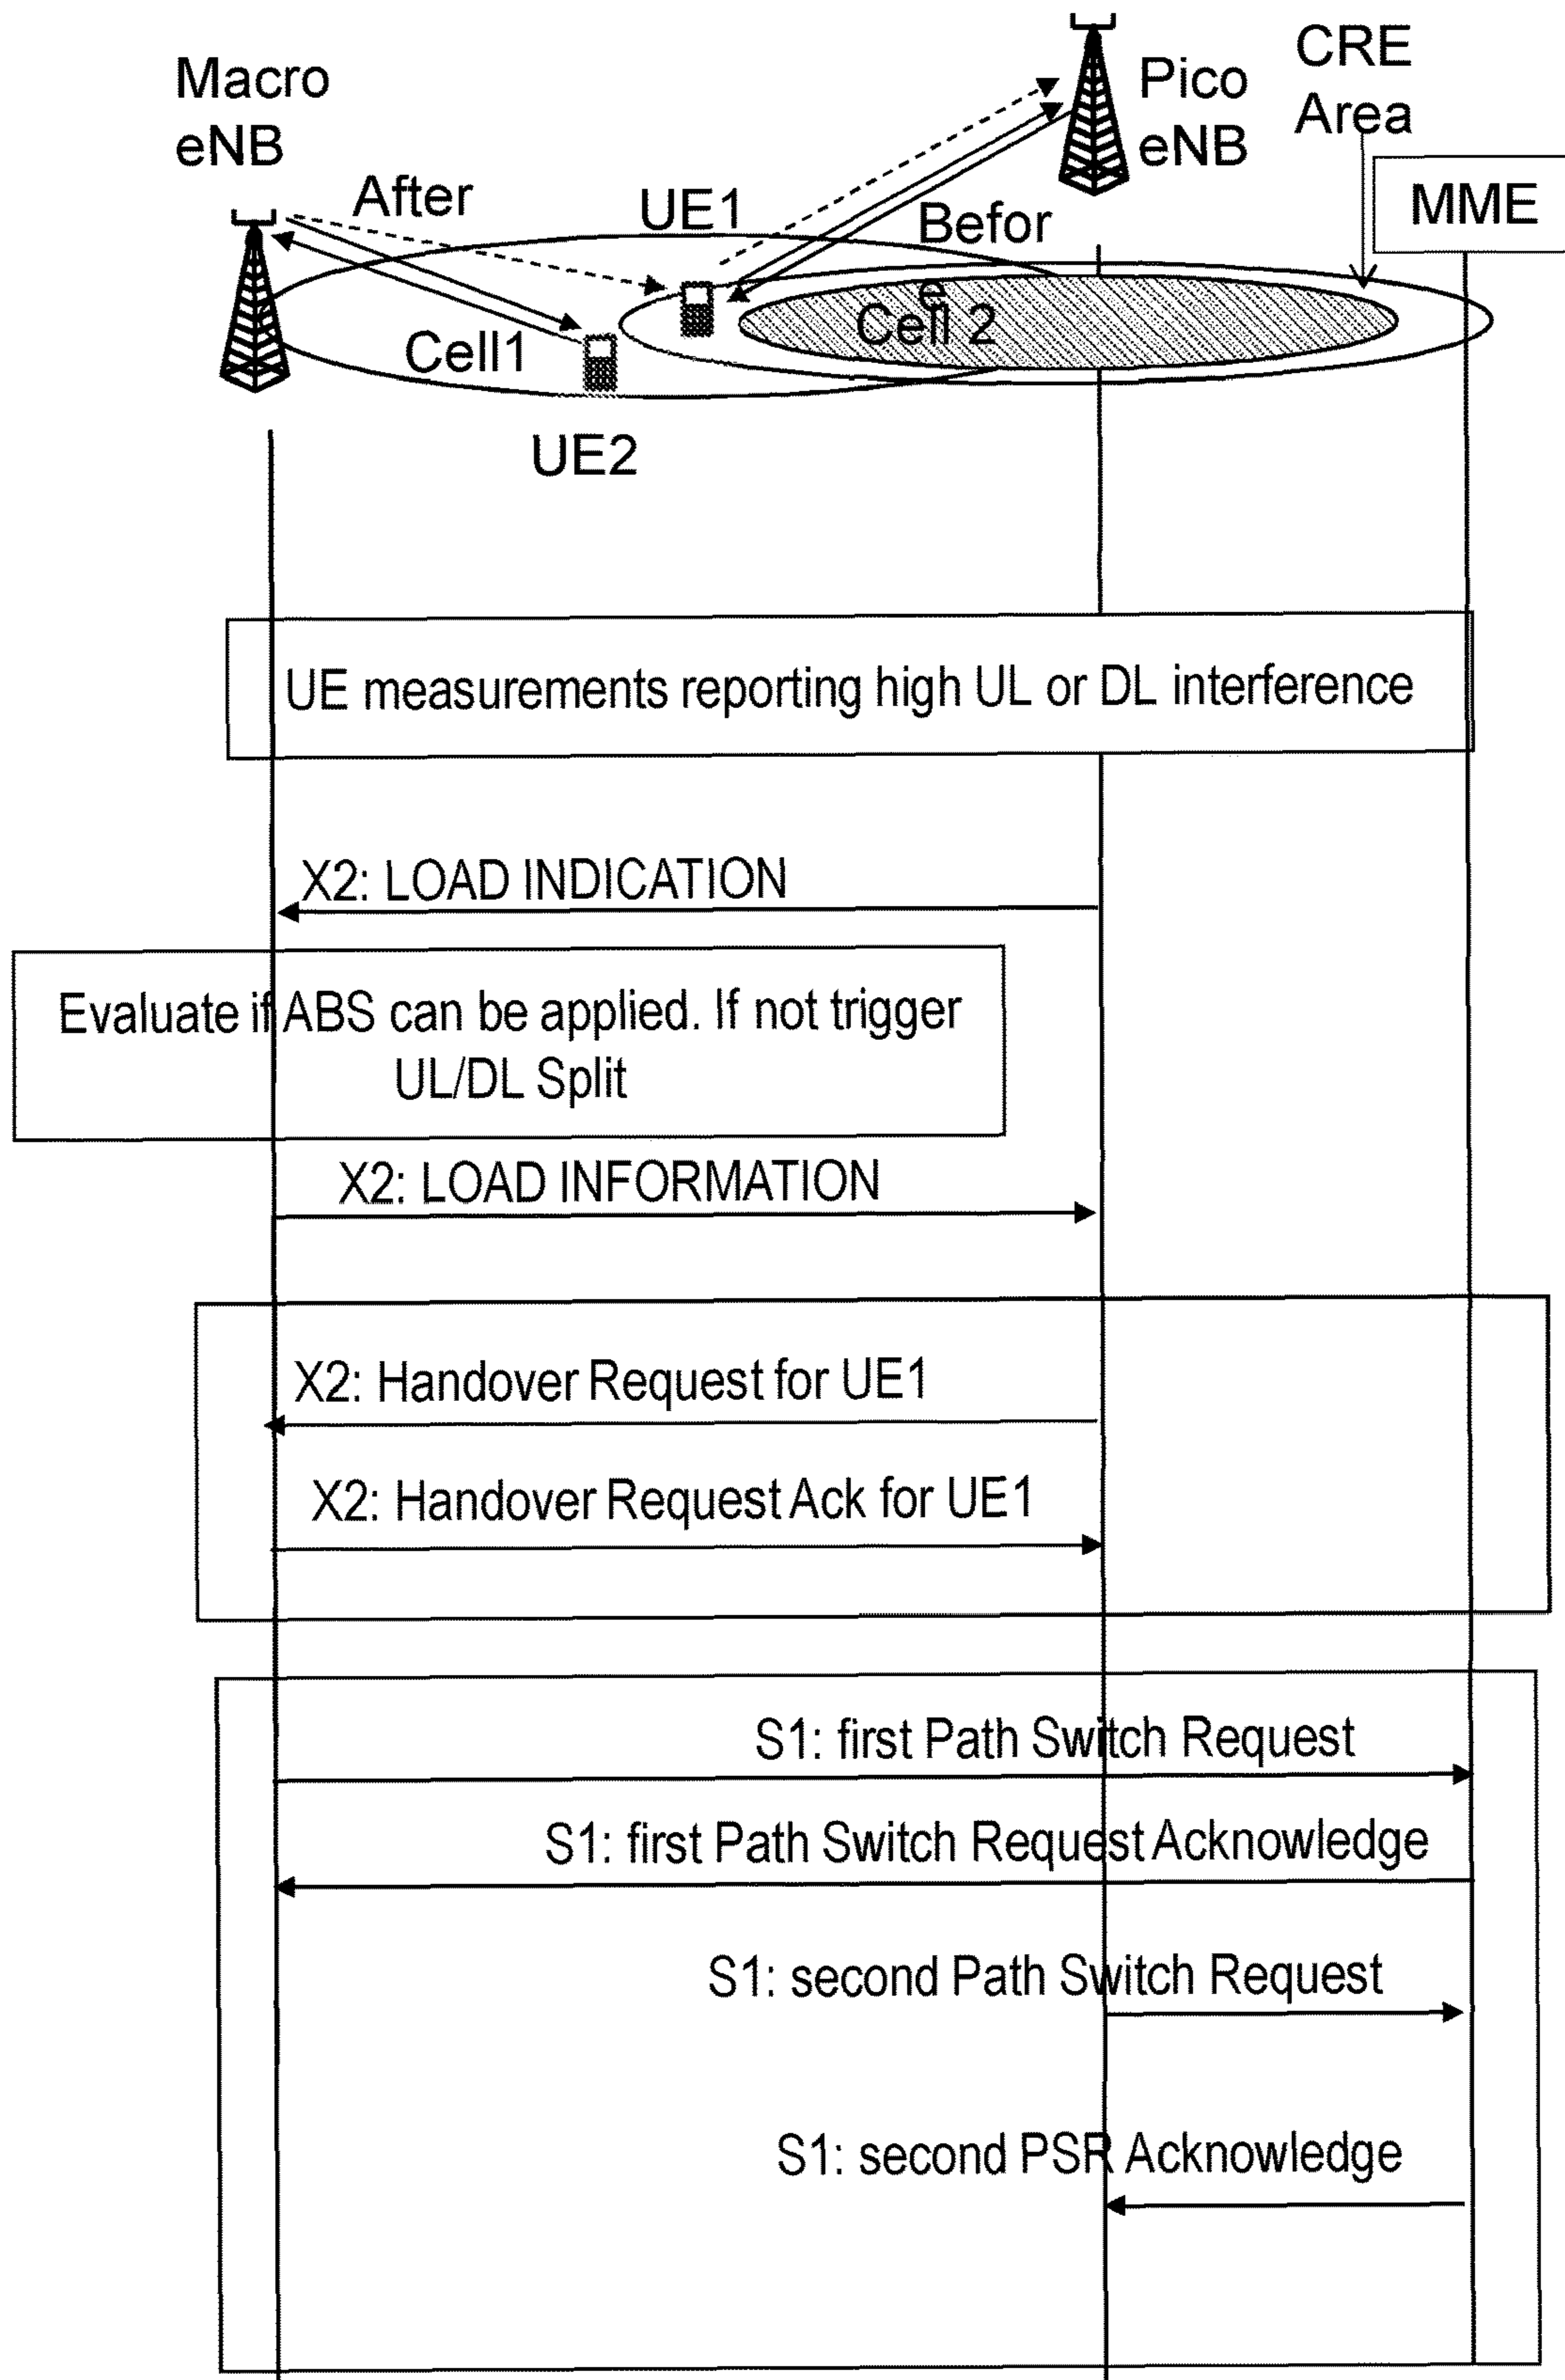 Macro
eNB
Pico
eNB
CRE
Area
MME
After
UE1
Befor
e
Cell 2
Cell1
UE2
UE measurements reporting high UL or DL interference
X2: LOAD INDICATION
Evaluate if ABS can be applied. If not trigger
UL/DL Split
X2: LOAD INFORMATION
X2: Handover Request for UE1
X2: Handover Request Ack for UE1
S1: first Path Switch Request
S1: first Path Switch Request Acknowledge
S1: second Path Switch Request
S1: second PSR Acknowledge